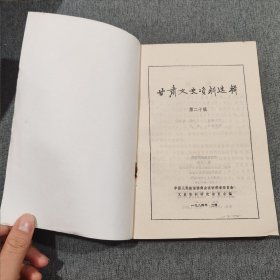 甘肃文史资料选辑
第二十辑
中国人民政治协商会议甘肃省委员会
文史资料研究委员会编
一九八四年·兰州